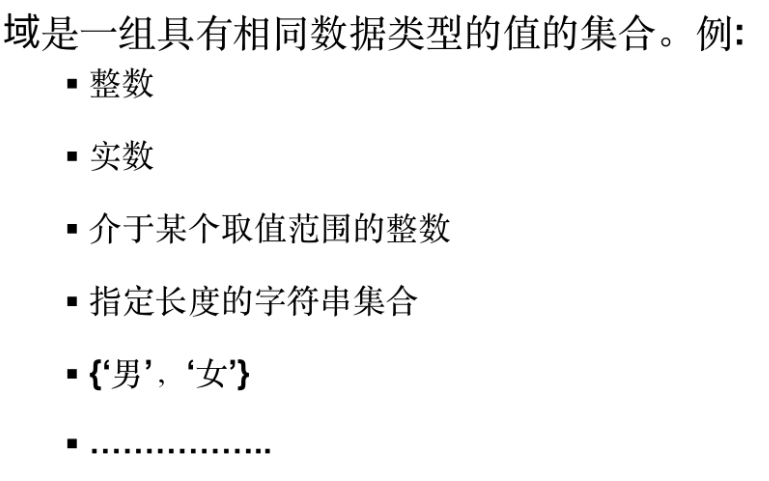 域是一组具有相同数据类型的值的集合。例:
▪ 整数
▪ 实数
▪ 介于某个取值范围的整数
▪ 指定长度的字符串集合
▪ {‘男’，‘女’}
▪ ………………..